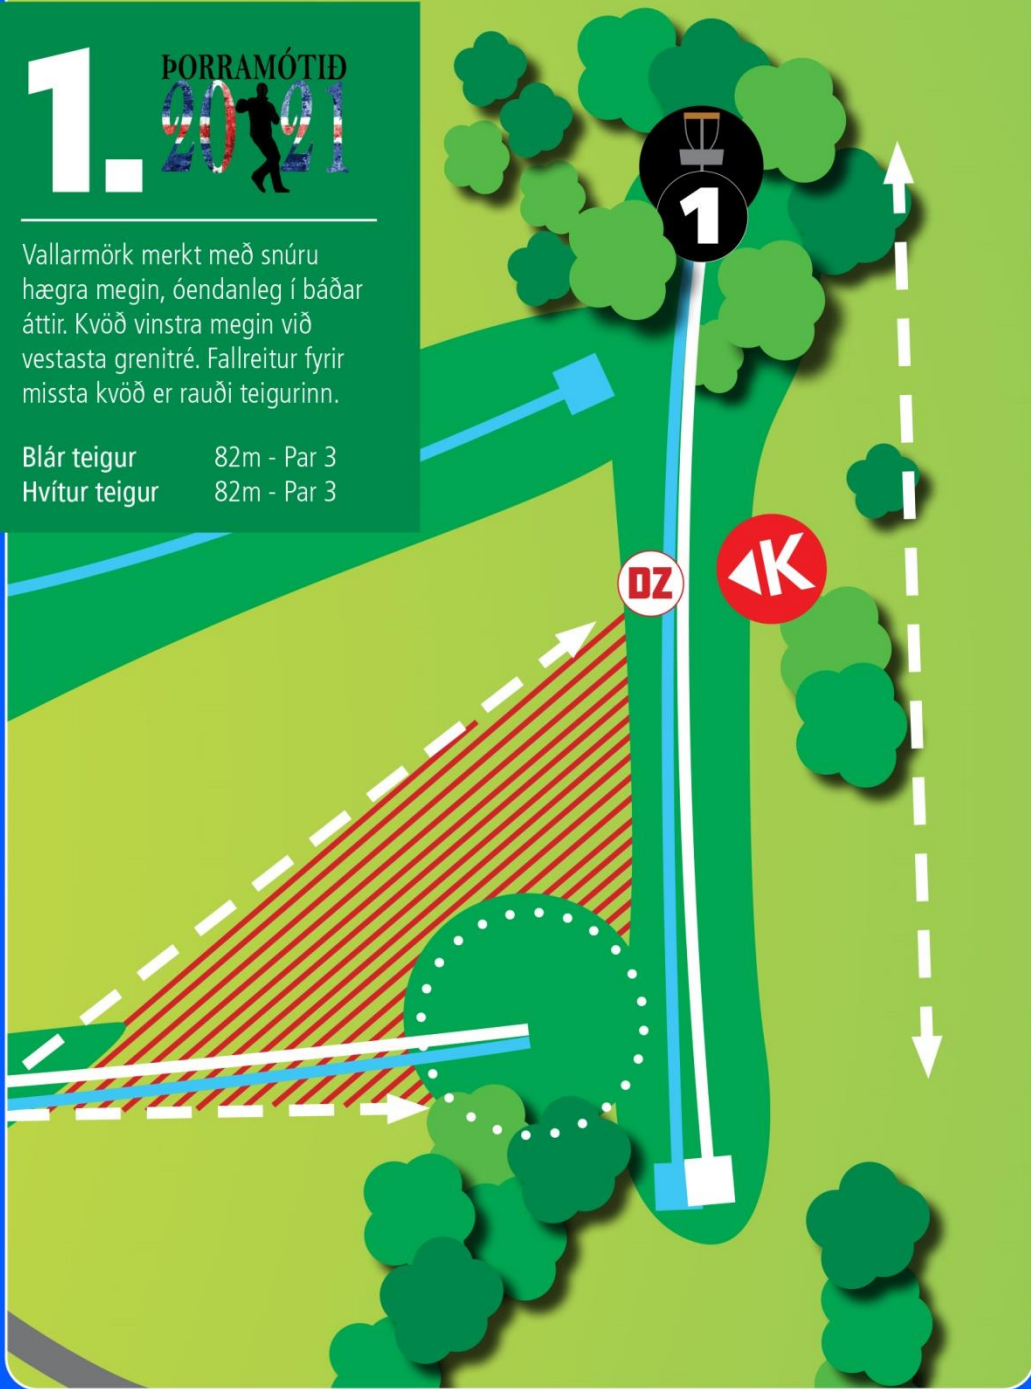 1.
ÞORRAMÓTIÐ
2021
Vallarmörk merkt með snúru
hægra megin, óendanleg í báðar
áttir. Kvöð vinstra megin við
vestasta grenitré. Fallreitur fyrir
missta kvöð er rauði teigurinn.
Blár teigur 82m - Par 3
Hvítur teigur 82m - Par 3
1
DZ
K